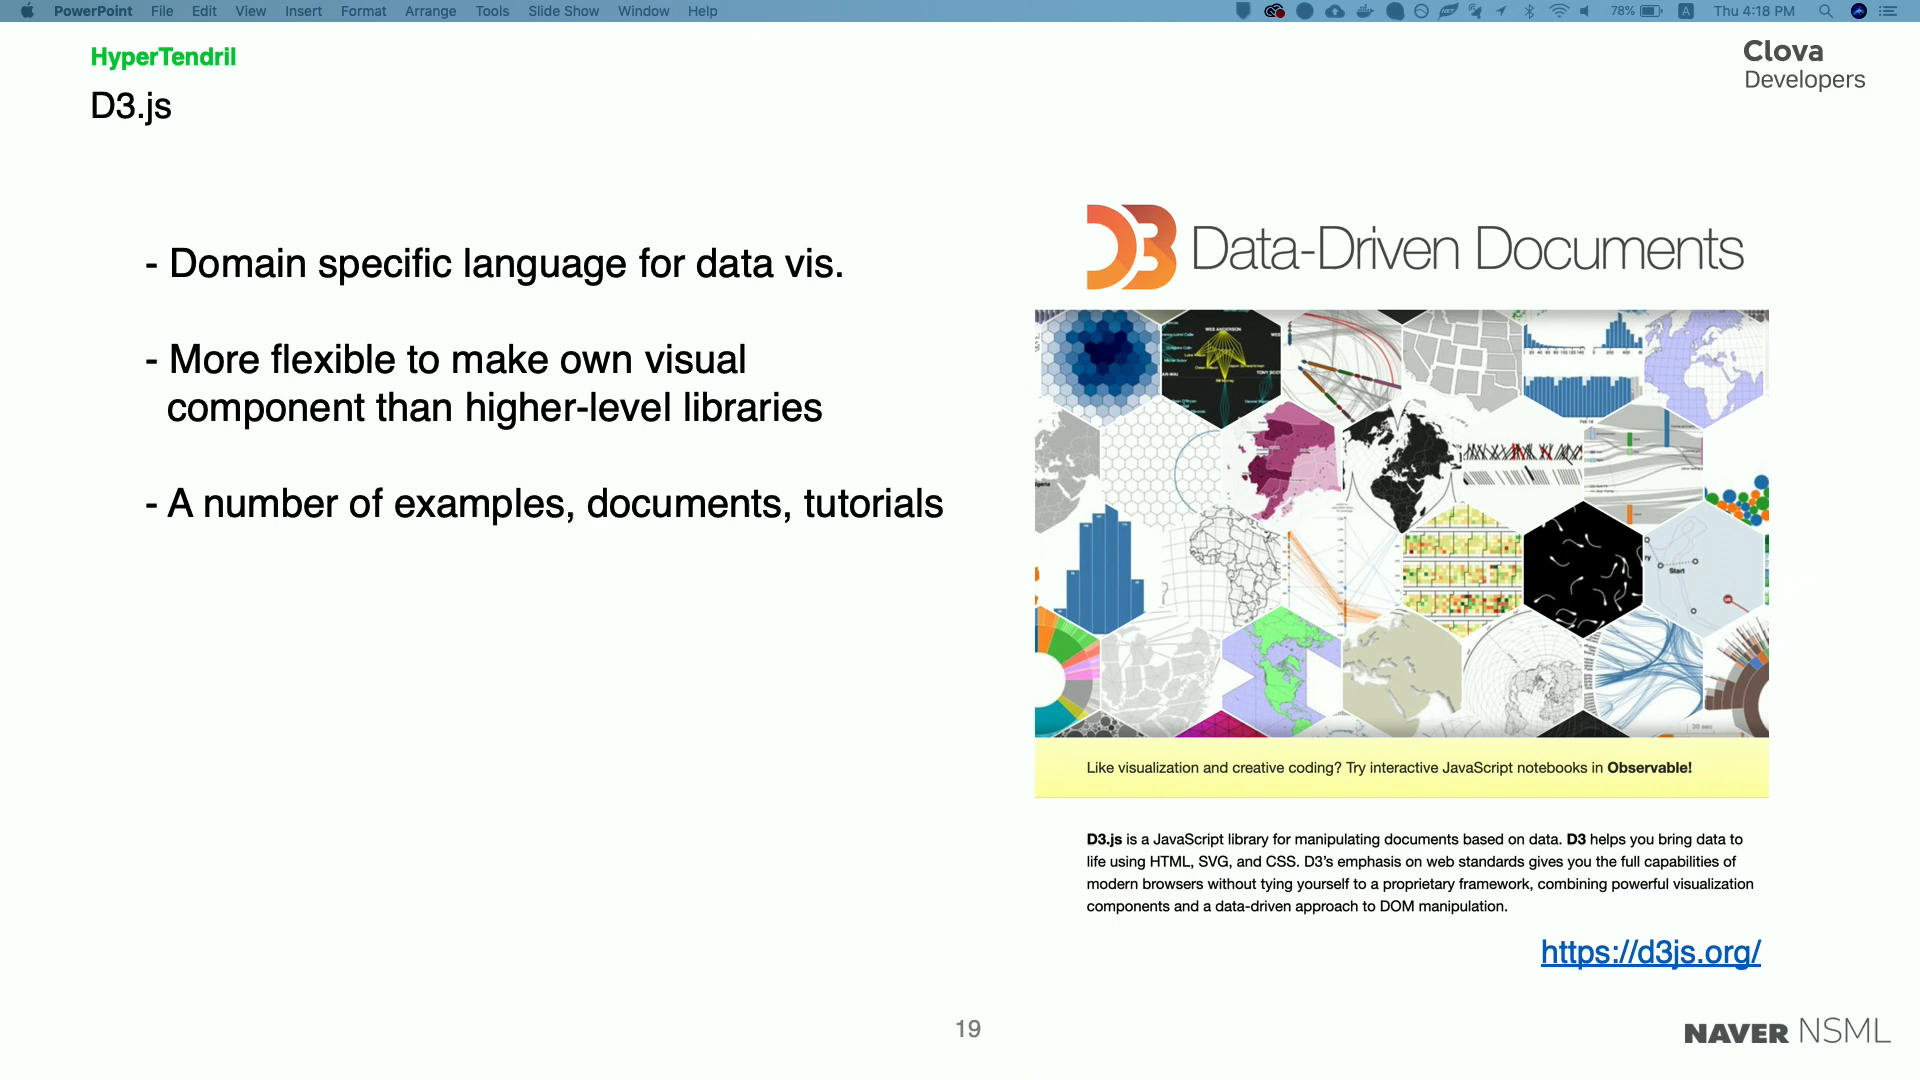 PowerPoint File Edit View Insert Format Arrange Tools Slide Show Window Help 78% A Thu 4:18 PM
HyperTendril
Clova
Developers
D3.js
D3 Data-Driven Documents
- Domain specific language for data vis.
- More flexible to make own visual
component than higher-level libraries
- A number of examples, documents, tutorials
WES ANDERSON
Start
30 sec
Like visualization and creative coding? Try interactive JavaScript notebooks in Observable!
D3.js is a JavaScript library for manipulating documents based on data. D3 helps you bring data to
life using HTML, SVG, and CSS. D3's emphasis on web standards gives you the full capabilities of
modern browsers without tying yourself to a proprietary framework, combining powerful visualization
components and a data-driven approach to DOM manipulation.
https://d3js.org/
19
NAVER NSML